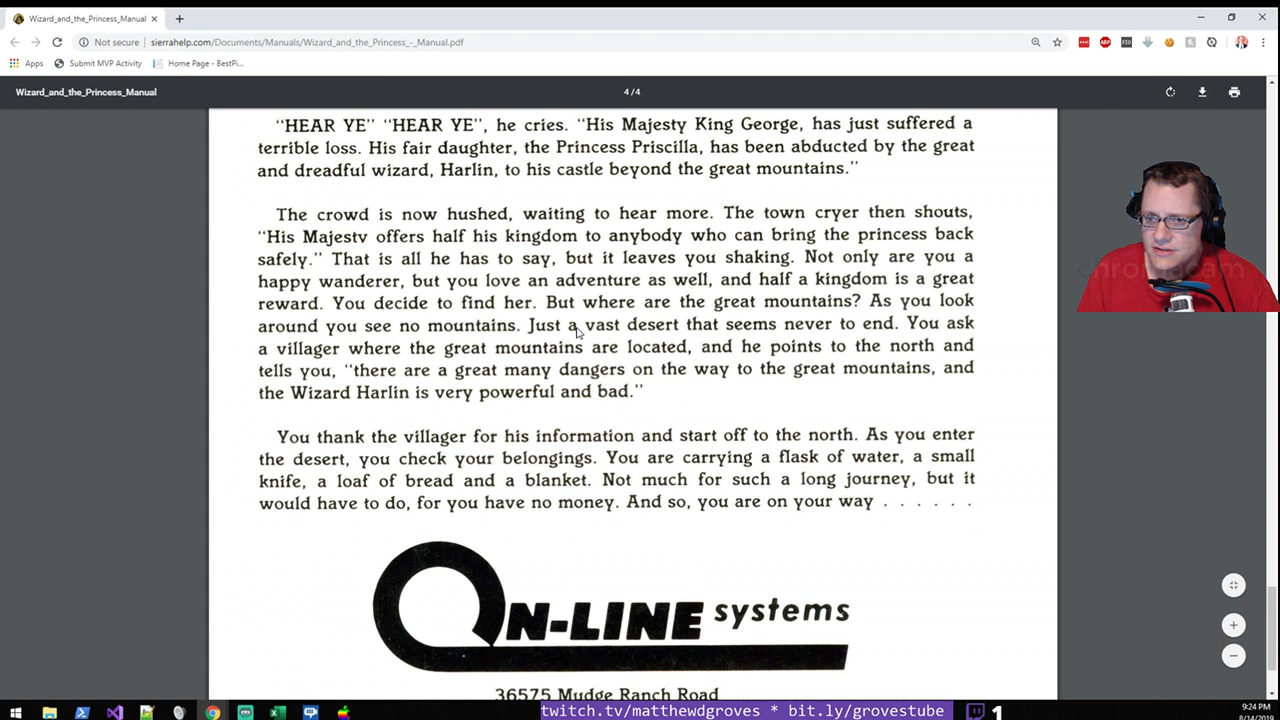 Wizard_and_the_Princess_Manual
Not secure | sierrahelp.com/Documents/Manuals/Wizard_and_the_Princess_-_Manual.pdf
Apps Submit MVP Activity Home Page - BestPi...
Wizard_and_the_Princess_Manual 4/4
"HEAR YE" "HEAR YE", he cries. "His Majesty King George, has just suffered a
terrible loss. His fair daughter, the Princess Priscilla, has been abducted by the great
and dreadful wizard, Harlin, to his castle beyond the great mountains."
The crowd is now hushed, waiting to hear more. The town cryer then shouts,
"His Majesty offers half his kingdom to anybody who can bring the princess back
safely." That is all he has to say, but it leaves you shaking. Not only are you a
happy wanderer, but you love an adventure as well, and half a kingdom is a great
reward. You decide to find her. But where are the great mountains? As you look
around you see no mountains. Just a vast desert that seems never to end. You ask
a villager where the great mountains are located, and he points to the north and
tells you, "there are a great many dangers on the way to the great mountains, and
the Wizard Harlin is very powerful and bad."
You thank the villager for his information and start off to the north. As you enter
the desert, you check your belongings. You are carrying a flask of water, a small
knife, a loaf of bread and a blanket. Not much for such a long journey, but it
would have to do, for you have no money. And so, you are on your way . . . . . .
ON-LINE systems
36575 Mudge Ranch Road
chromacam
twitch.tv/matthewdgroves * bit.ly/grovestube
1
9:24 PM